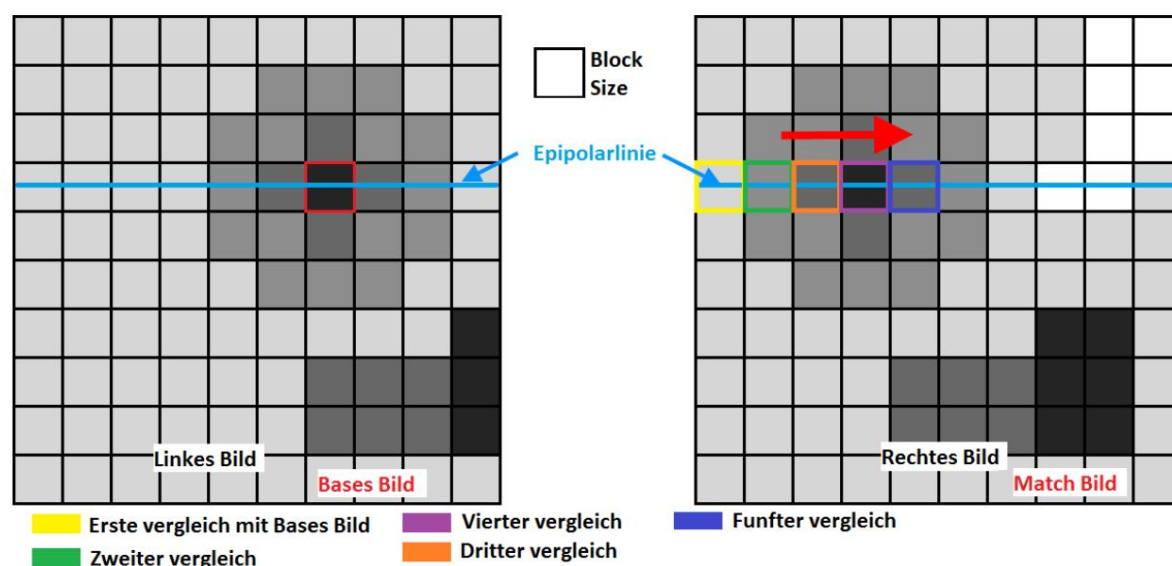 Block
Size
Epipolarlinie
Linkes Bild
Bases Bild
Rechtes Bild
Match Bild
Erste vergleich mit Bases Bild
Zweiter vergleich
Vierter vergleich
Dritter vergleich
Funfter vergleich